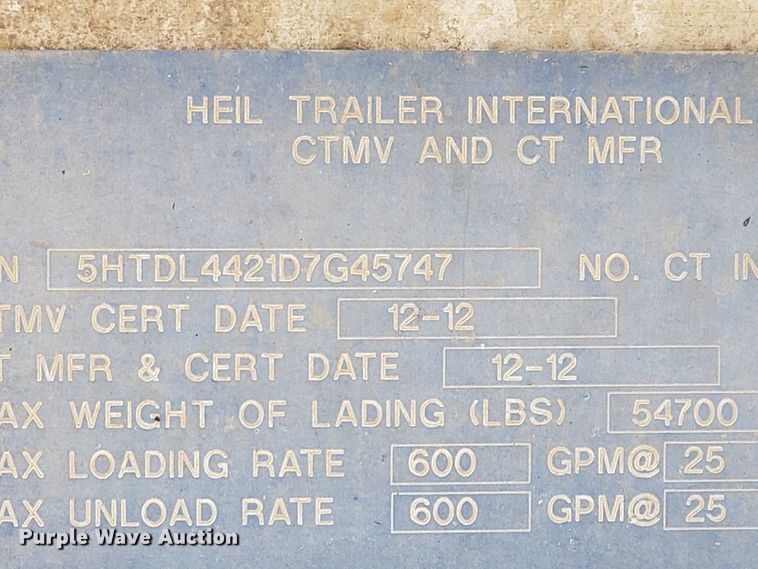 HEIL TRAILER INTERNATIONAL
CTMV AND CT MFR
N 5HTDL4421D7G45747 NO. CT IN
TMV CERT DATE 12-12
T MFR & CERT DATE 12-12
AX WEIGHT OF LADING (LBS) 54700
AX LOADING RATE 600 GPM@ 25
AX UNLOAD RATE 600 GPM@ 25
Purple Wave Auction